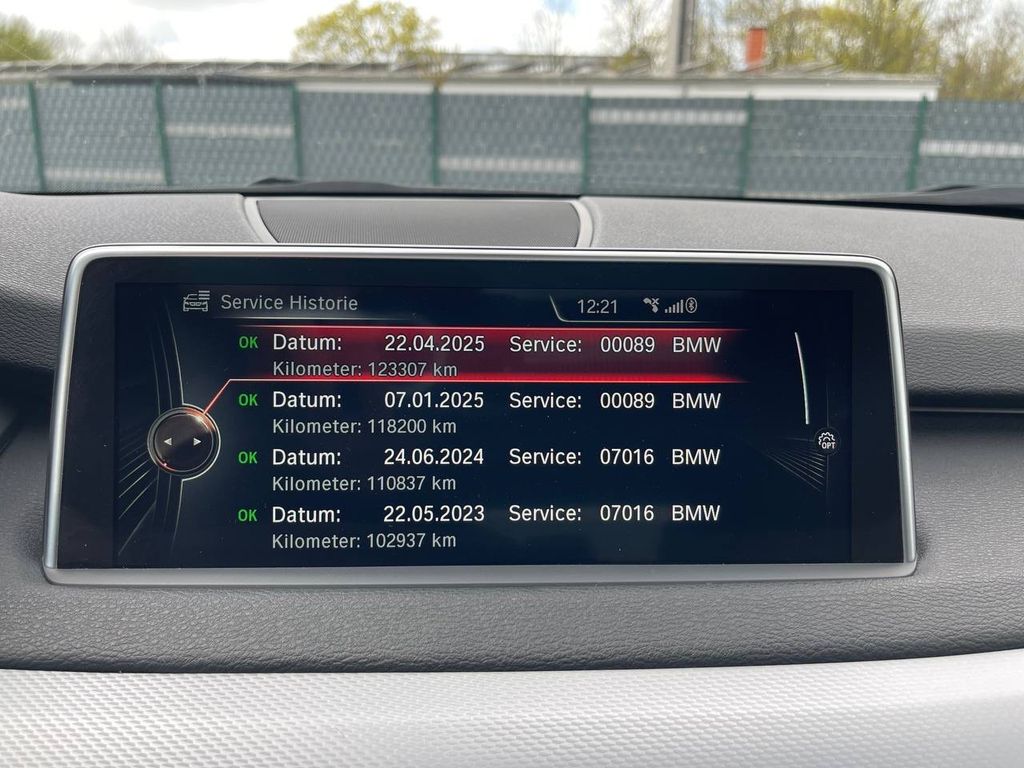 Service Historie 12:21
OK Datum: 22.04.2025 Service: 00089 BMW
Kilometer: 123307 km
OK Datum: 07.01.2025 Service: 00089 BMW
Kilometer: 118200 km
OK Datum: 24.06.2024 Service: 07016 BMW
Kilometer: 110837 km
OPT
OK Datum: 22.05.2023 Service: 07016 BMW
Kilometer: 102937 km